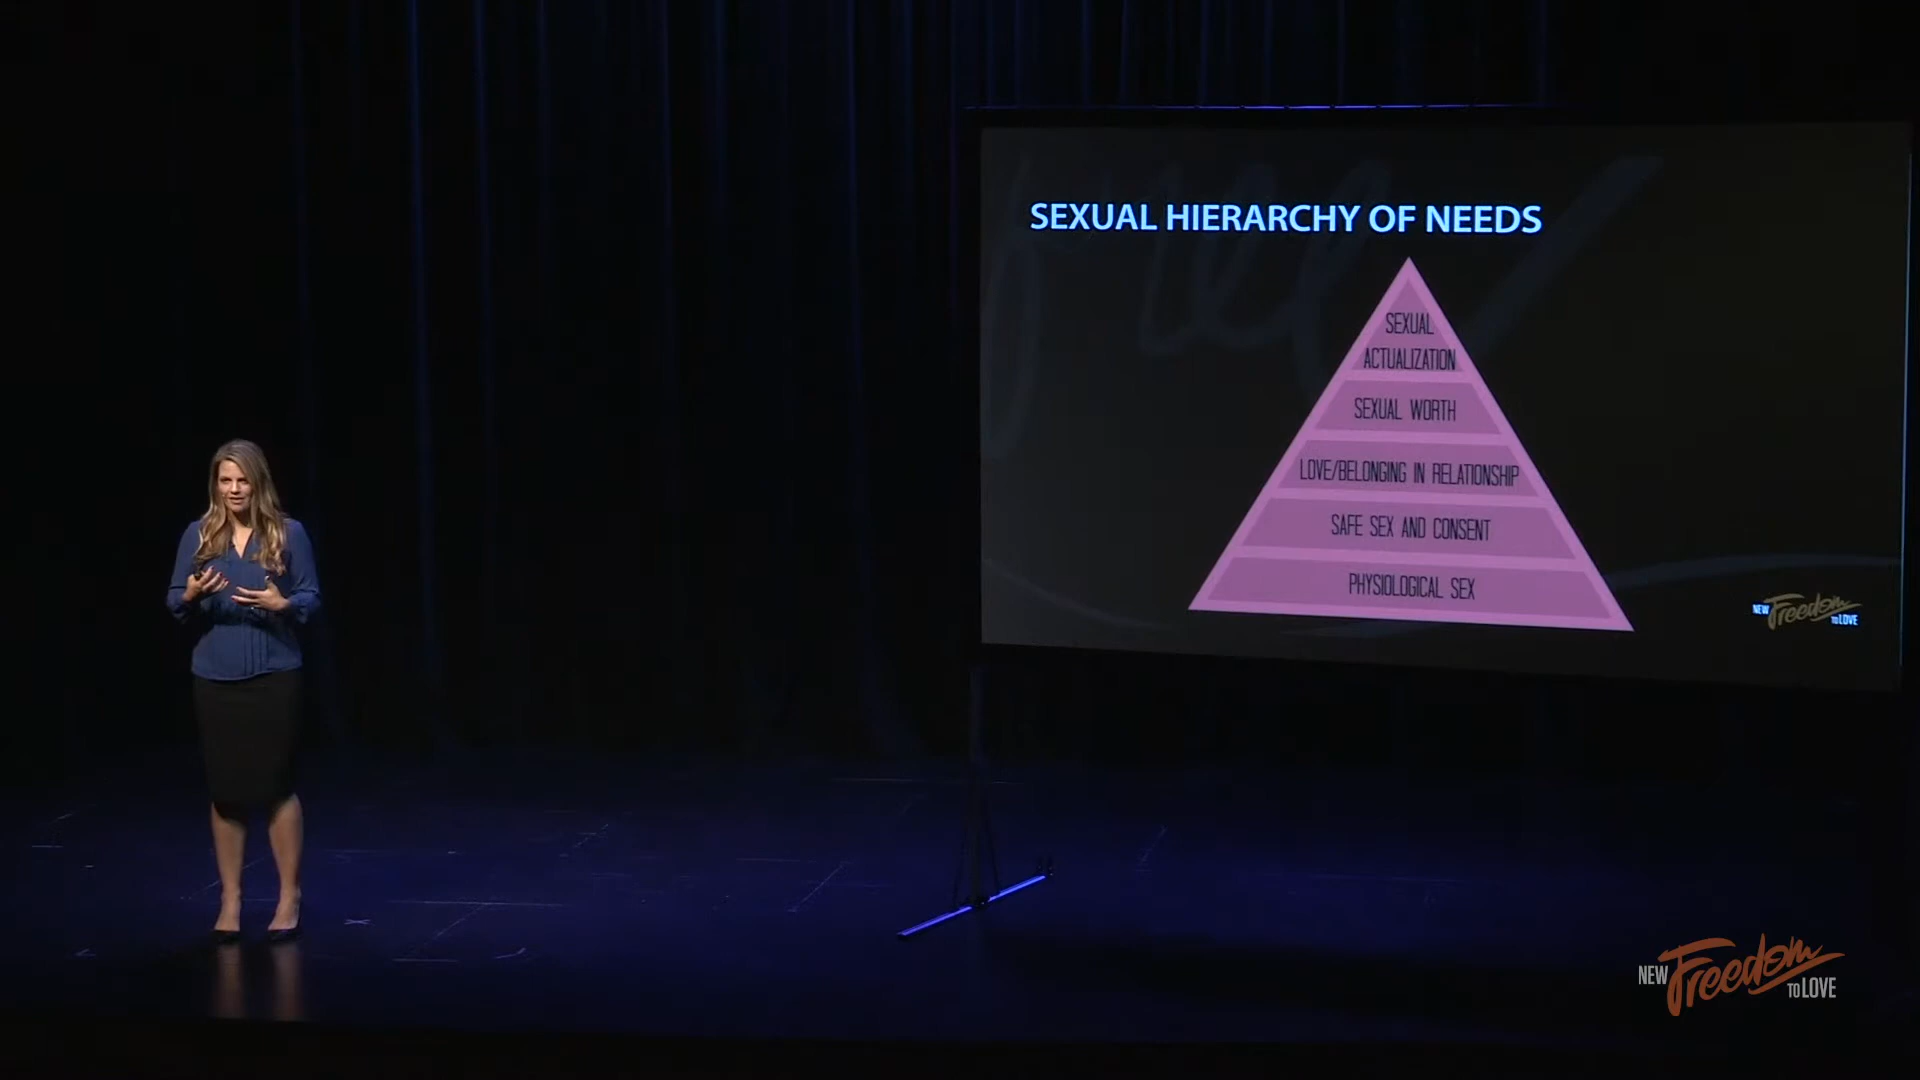 SEXUAL HIERARCHY OF NEEDS
SEXUAL
ACTUALIZATION
SEXUAL WORTH
LOVE/BELONGING IN RELATIONSHIP
SAFE SEX AND CONSENT
PHYSIOLOGICAL SEX
NEW Freedom TO LOVE
NEW Freedom TO LOVE